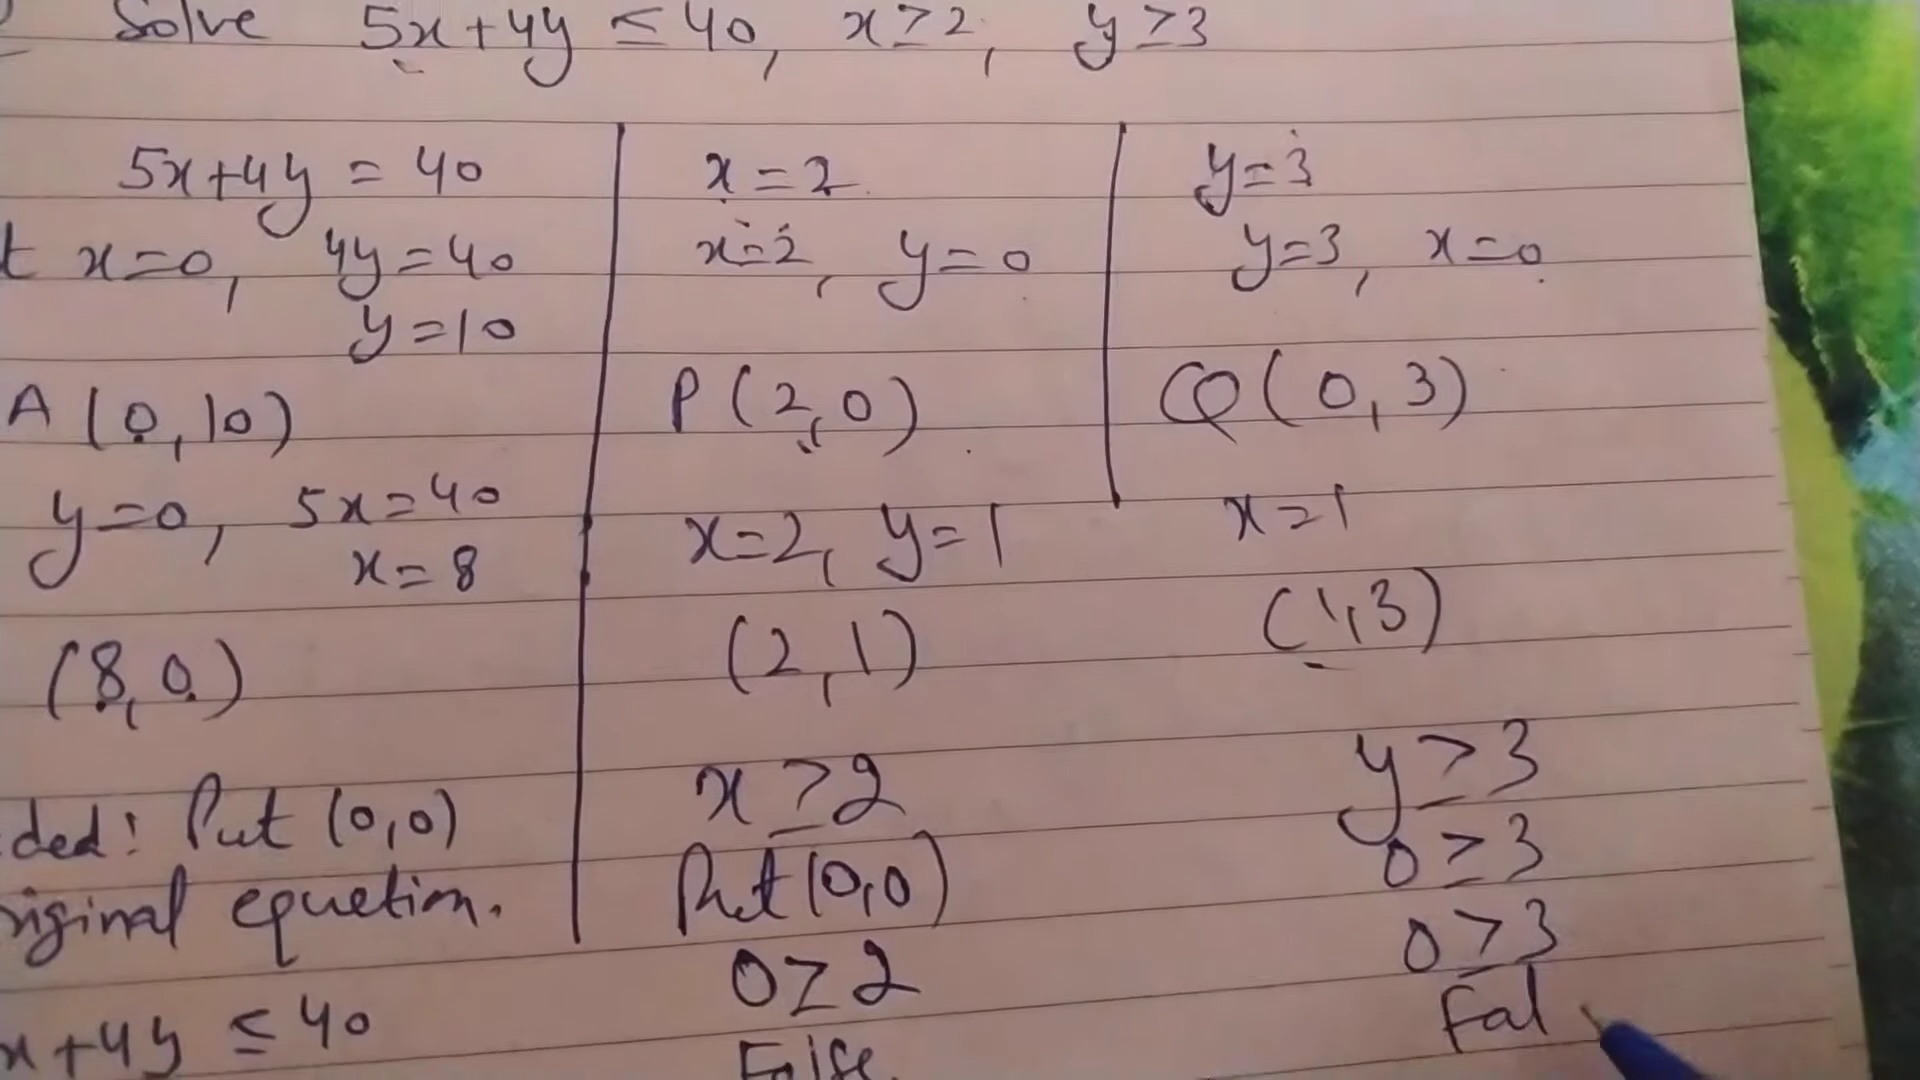 Solve 5x+4y ≤ 40, x ≥ 2, y ≥ 3
5x+4y = 40
t x=0, 4y=40
y=10
A (0,10)
y=0, 5x=40
x=8
(8,0)
ded: Put (0,0)
riginal equetion.
x+4y ≤ 40
x=2
x=2, y=0
P(2,0)
x=2, y=1
(2,1)
x ≥ 2
Put (0,0)
0 ≥ 2
False
y=3
y=3, x=0
Q(0,3)
x=1
(1,3)
y ≥ 3
0 ≥ 3
0 ≥ 3
Fal